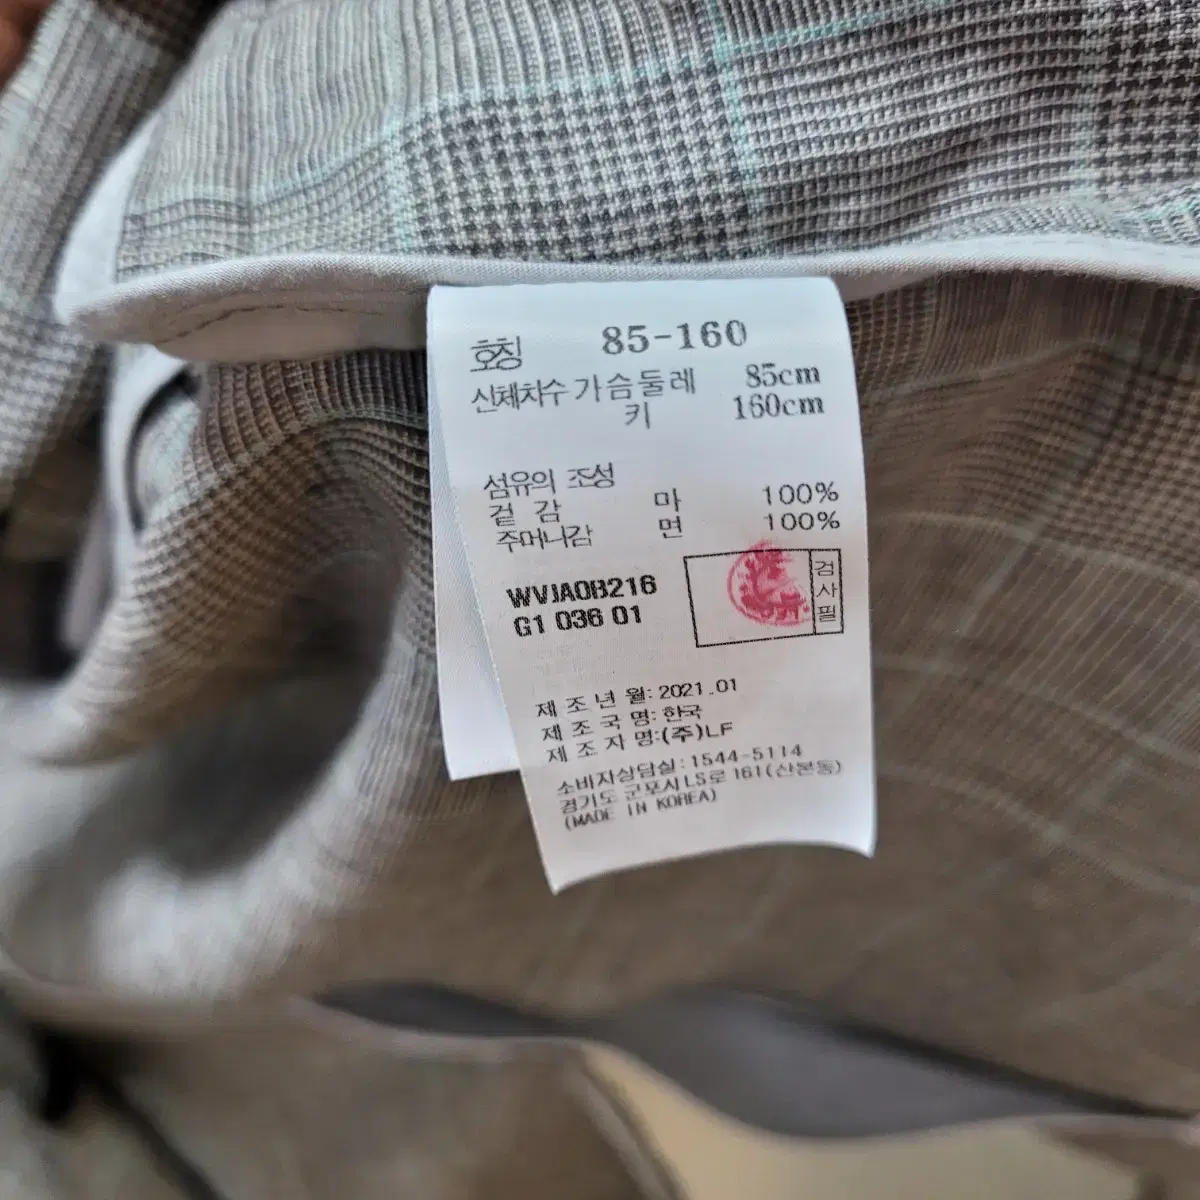 호칭 85-160
신체치수 가슴둘레 85cm
키 160cm
섬유의 조성
겉감 마 100%
주머니감 면 100%
WVJA0B216
G1 036 01
검사필
제조년월: 2021.01
제조국명: 한국
제조자명:(주)LF
소비자상담실: 1544-5114
경기도 군포시 LS로 161(산본동)
(MADE IN KOREA)